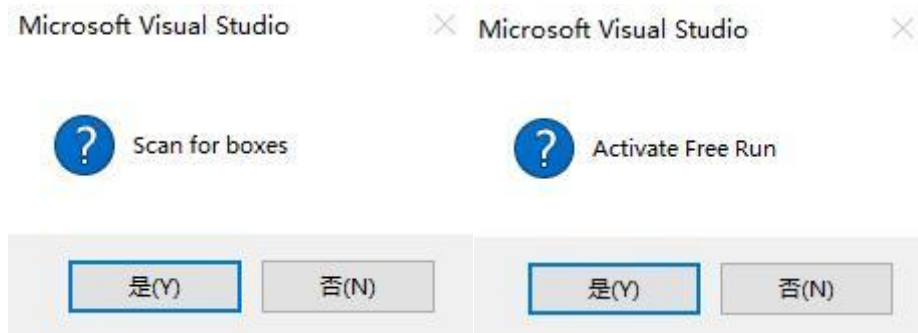 Microsoft Visual Studio
Scan for boxes
是(Y)
否(N)
Microsoft Visual Studio
Activate Free Run
是(Y)
否(N)